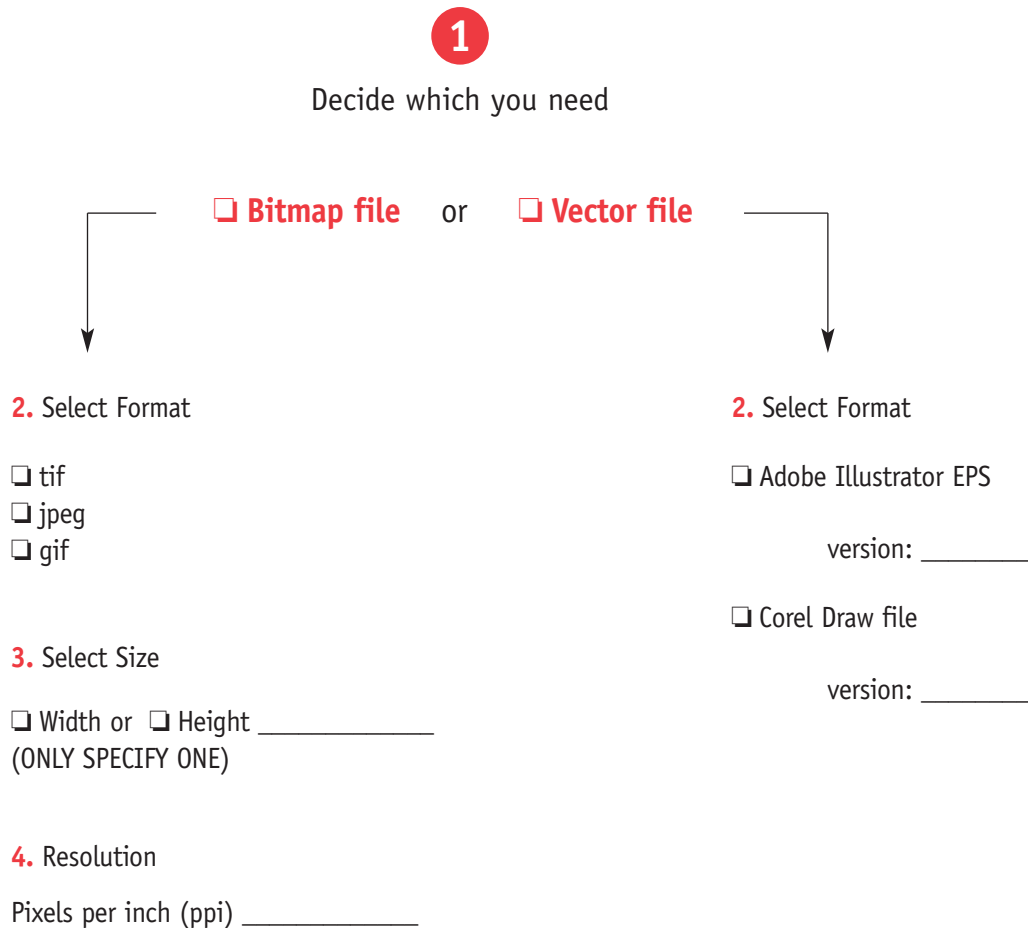 1
Decide which you need
❏ Bitmap file or ❏ Vector file
2. Select Format
❏ tif
❏ jpeg
❏ gif
3. Select Size
❏ Width or ❏ Height _____________
(ONLY SPECIFY ONE)
4. Resolution
Pixels per inch (ppi) _____________
2. Select Format
❏ Adobe Illustrator EPS
version: ________
❏ Corel Draw file
version: ________